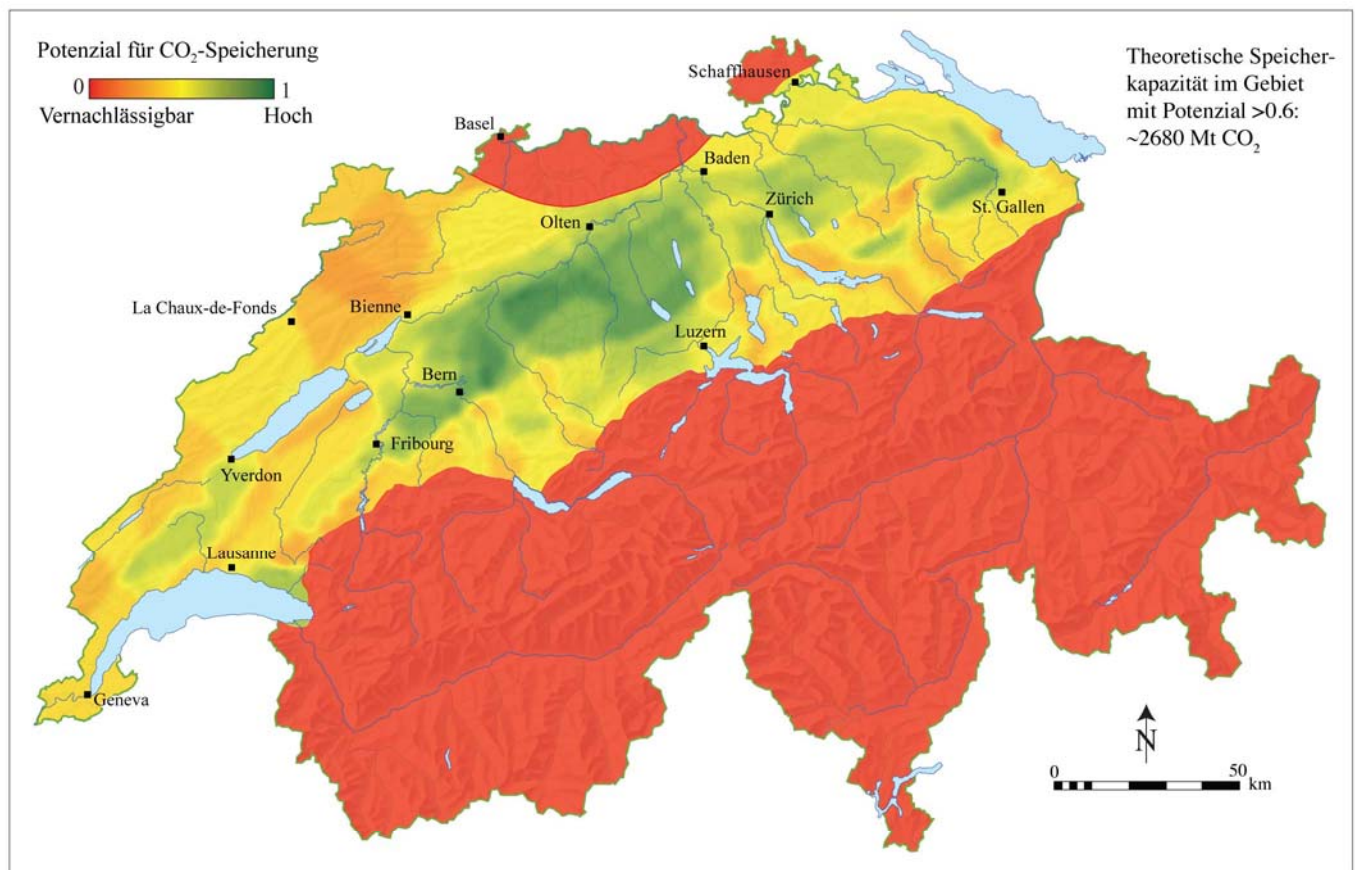 Potenzial für CO₂-Speicherung
0 1
Vernachlässigbar Hoch
Theoretische Speicher-
kapazität im Gebiet
mit Potenzial >0.6:
~2680 Mt CO₂
Schaffhausen
Basel
Baden
Zürich
St. Gallen
Olten
La Chaux-de-Fonds
Bienne
Luzern
Bern
Fribourg
Yverdon
Lausanne
Geneva
N
0 50
km